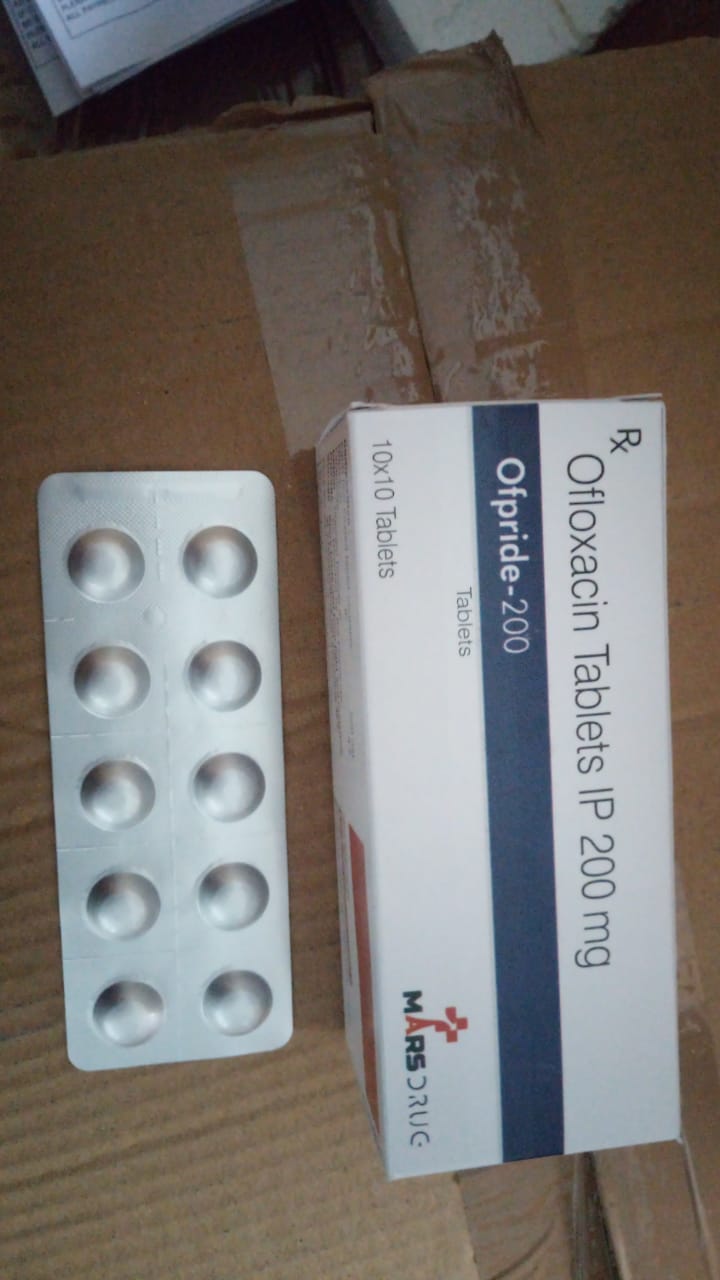 Rx
Ofloxacin Tablets IP 200 mg
Ofpride-200
Tablets
10x10 Tablets
MARS DRUG